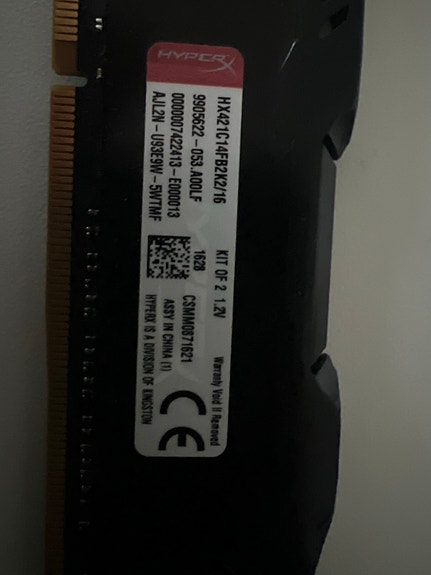 HYPERX
HX421C14FB2K2/16
9905622-053.A00LF
0000007422413-E000013
AJL2N-U93E9W-5WTMF
KIT OF 2 1.2V
1628
CSMM0871621
ASSY IN CHINA (1)
HYPERX IS A DIVISION OF KINGSTON
Warranty Void If Removed
CE